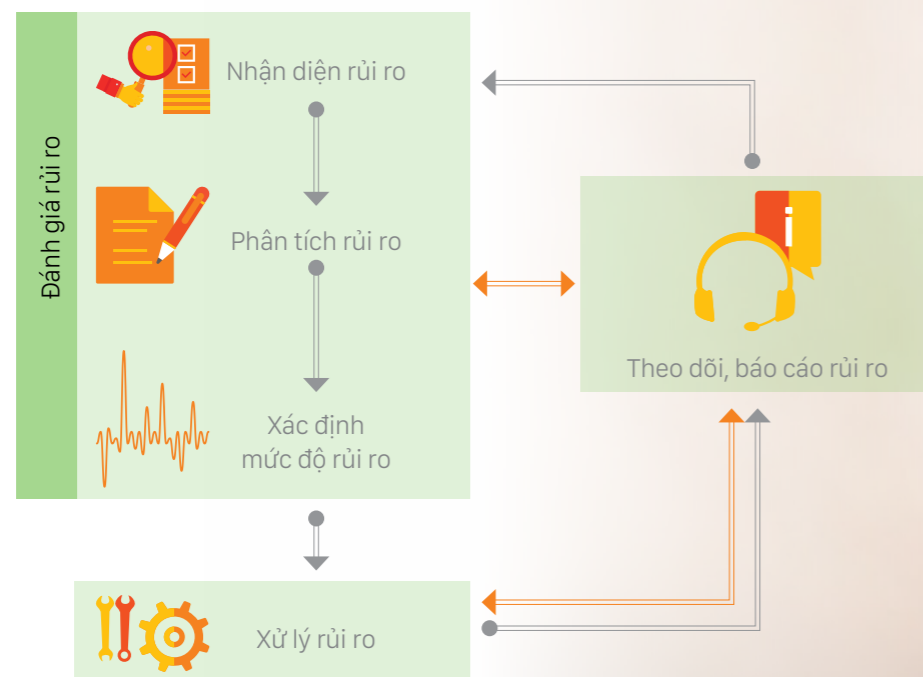 Đánh giá rủi ro
Nhận diện rủi ro
Phân tích rủi ro
Xác định
mức độ rủi ro
Xử lý rủi ro
i
Theo dõi, báo cáo rủi ro